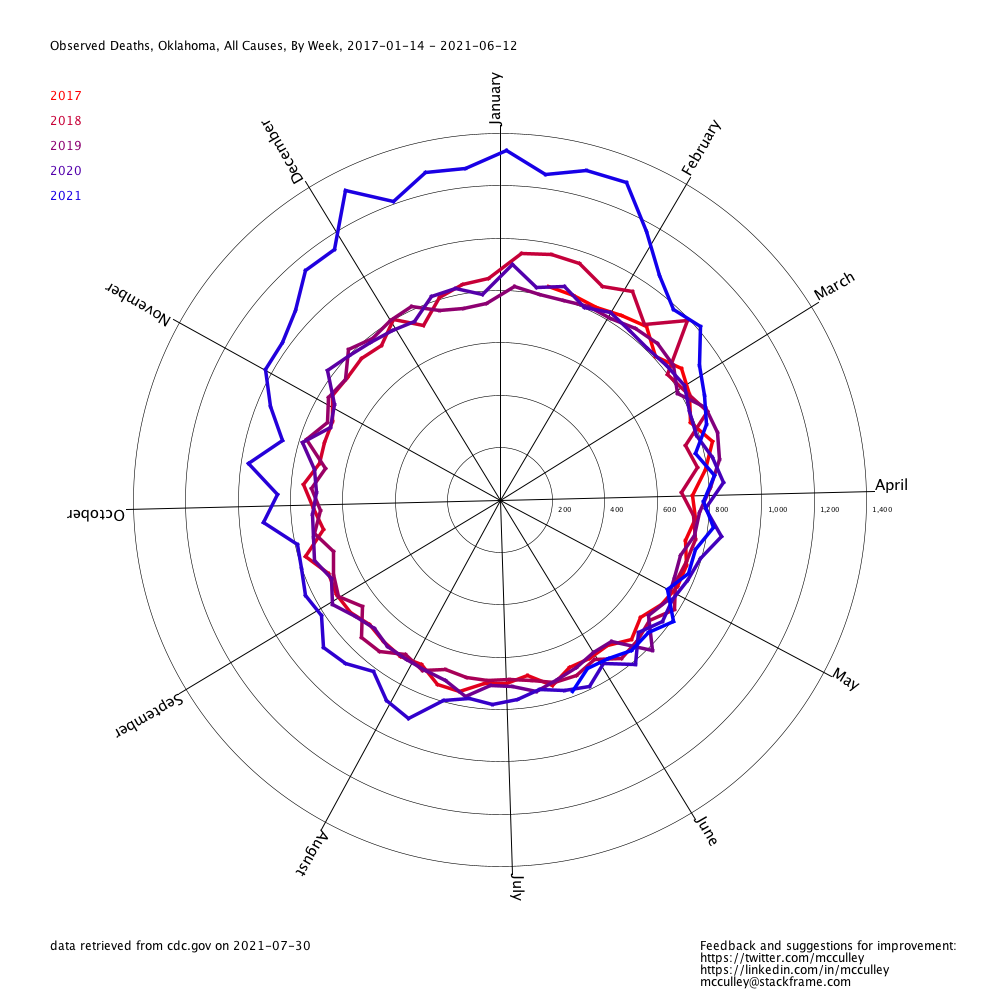 Observed Deaths, Oklahoma, All Causes, By Week, 2017-01-14 - 2021-06-12
2017
2018
2019
2020
2021
January
February
March
April
May
June
July
August
September
October
November
December
200
400
600
800
1,000
1,200
1,400
data retrieved from cdc.gov on 2021-07-30
Feedback and suggestions for improvement:
https://twitter.com/mcculley
https://linkedin.com/in/mcculley
mcculley@stackframe.com